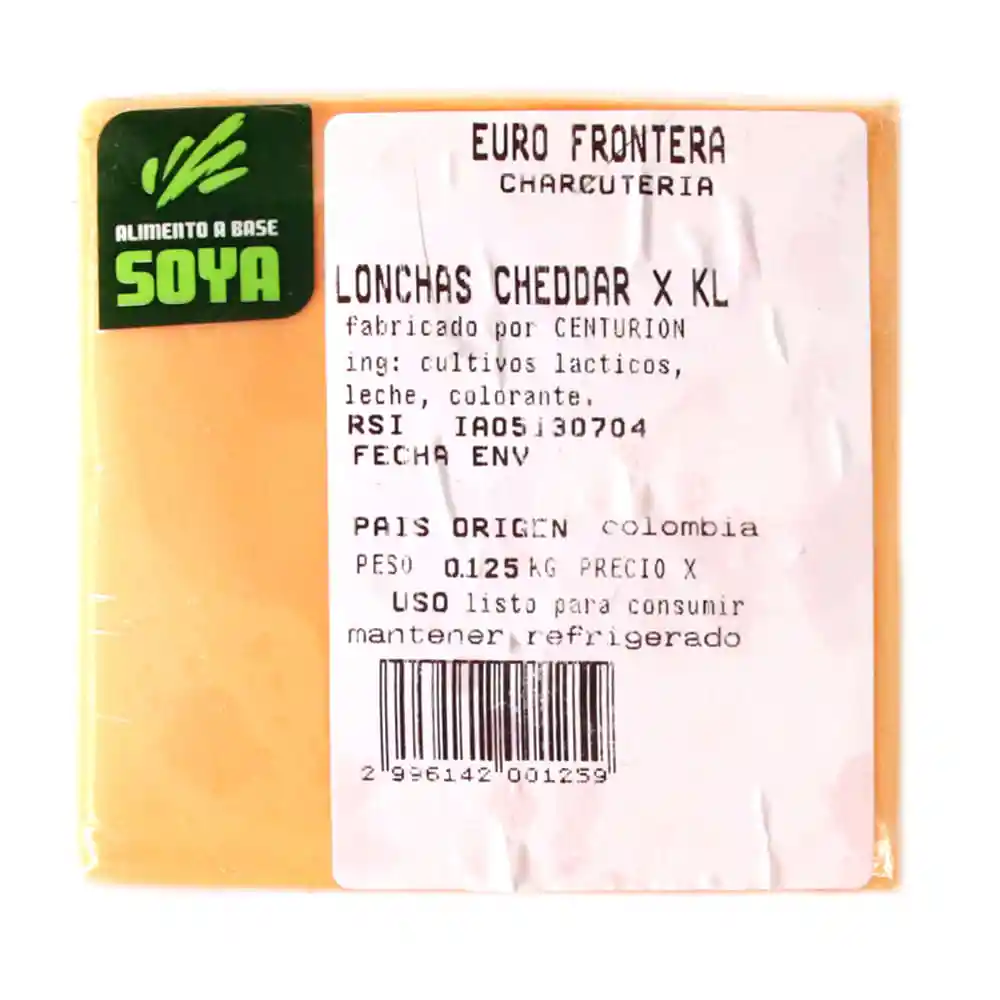 ALIMENTO A BASE
SOYA
EURO FRONTERA
CHARCUTERIA
LONCHAS CHEDDAR X KL
fabricado por CENTURION
ing: cultivos lacticos,
leche, colorante.
RSI IA05130704
FECHA ENV
PAIS ORIGEN colombia
PESO 0.125 KG PRECIO X
USO listo para consumir
mantener refrigerado
2 996142 001259